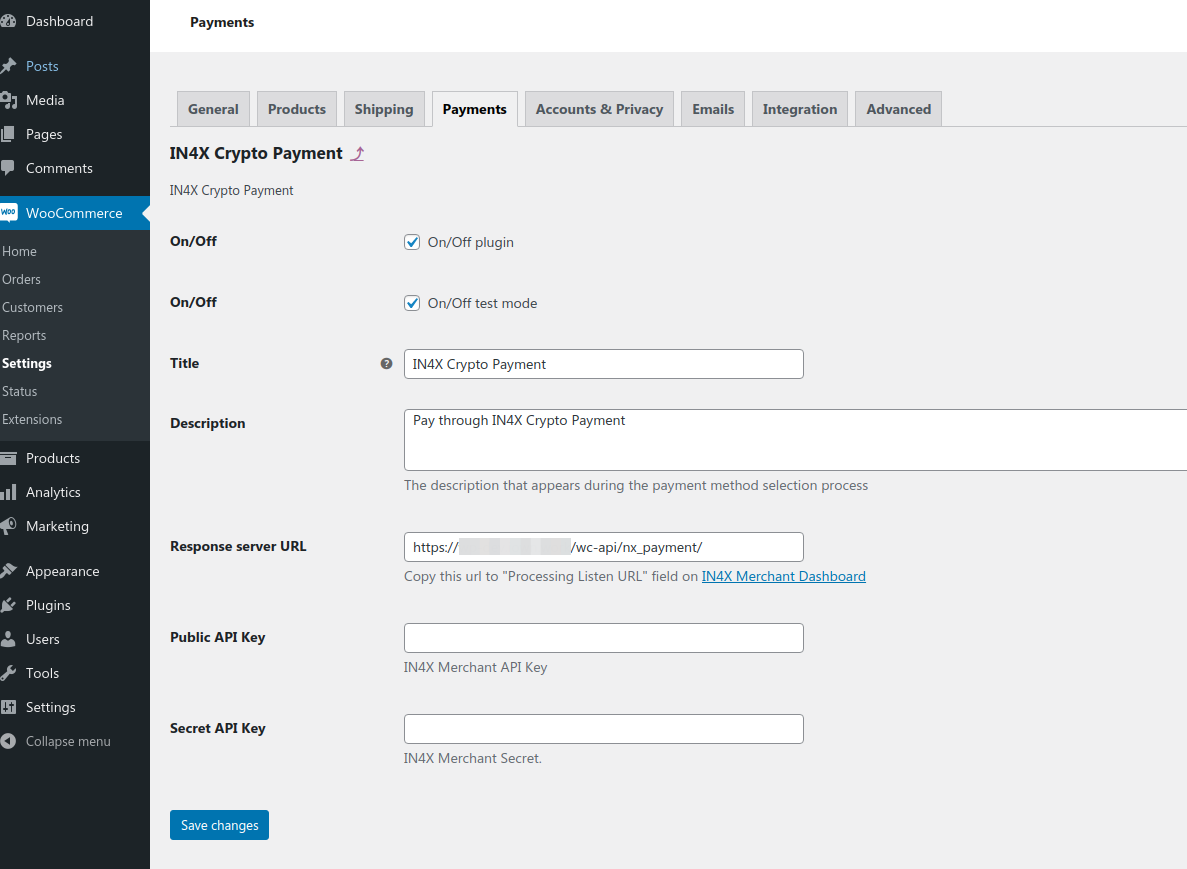 Payments
Dashboard
Posts
Media
Pages
Comments
Woo WooCommerce
Home
Orders
Customers
Reports
Settings
Status
Extensions
Products
Analytics
Marketing
Appearance
Plugins
Users
Tools
Settings
Collapse menu
General Products Shipping Payments Accounts & Privacy Emails Integration Advanced
IN4X Crypto Payment
IN4X Crypto Payment
On/Off On/Off plugin
On/Off On/Off test mode
Title ? IN4X Crypto Payment
Description Pay through IN4X Crypto Payment
The description that appears during the payment method selection process
Response server URL https:// /wc-api/nx_payment/
Copy this url to "Processing Listen URL" field on IN4X Merchant Dashboard
Public API Key
IN4X Merchant API Key
Secret API Key
IN4X Merchant Secret.
Save changes